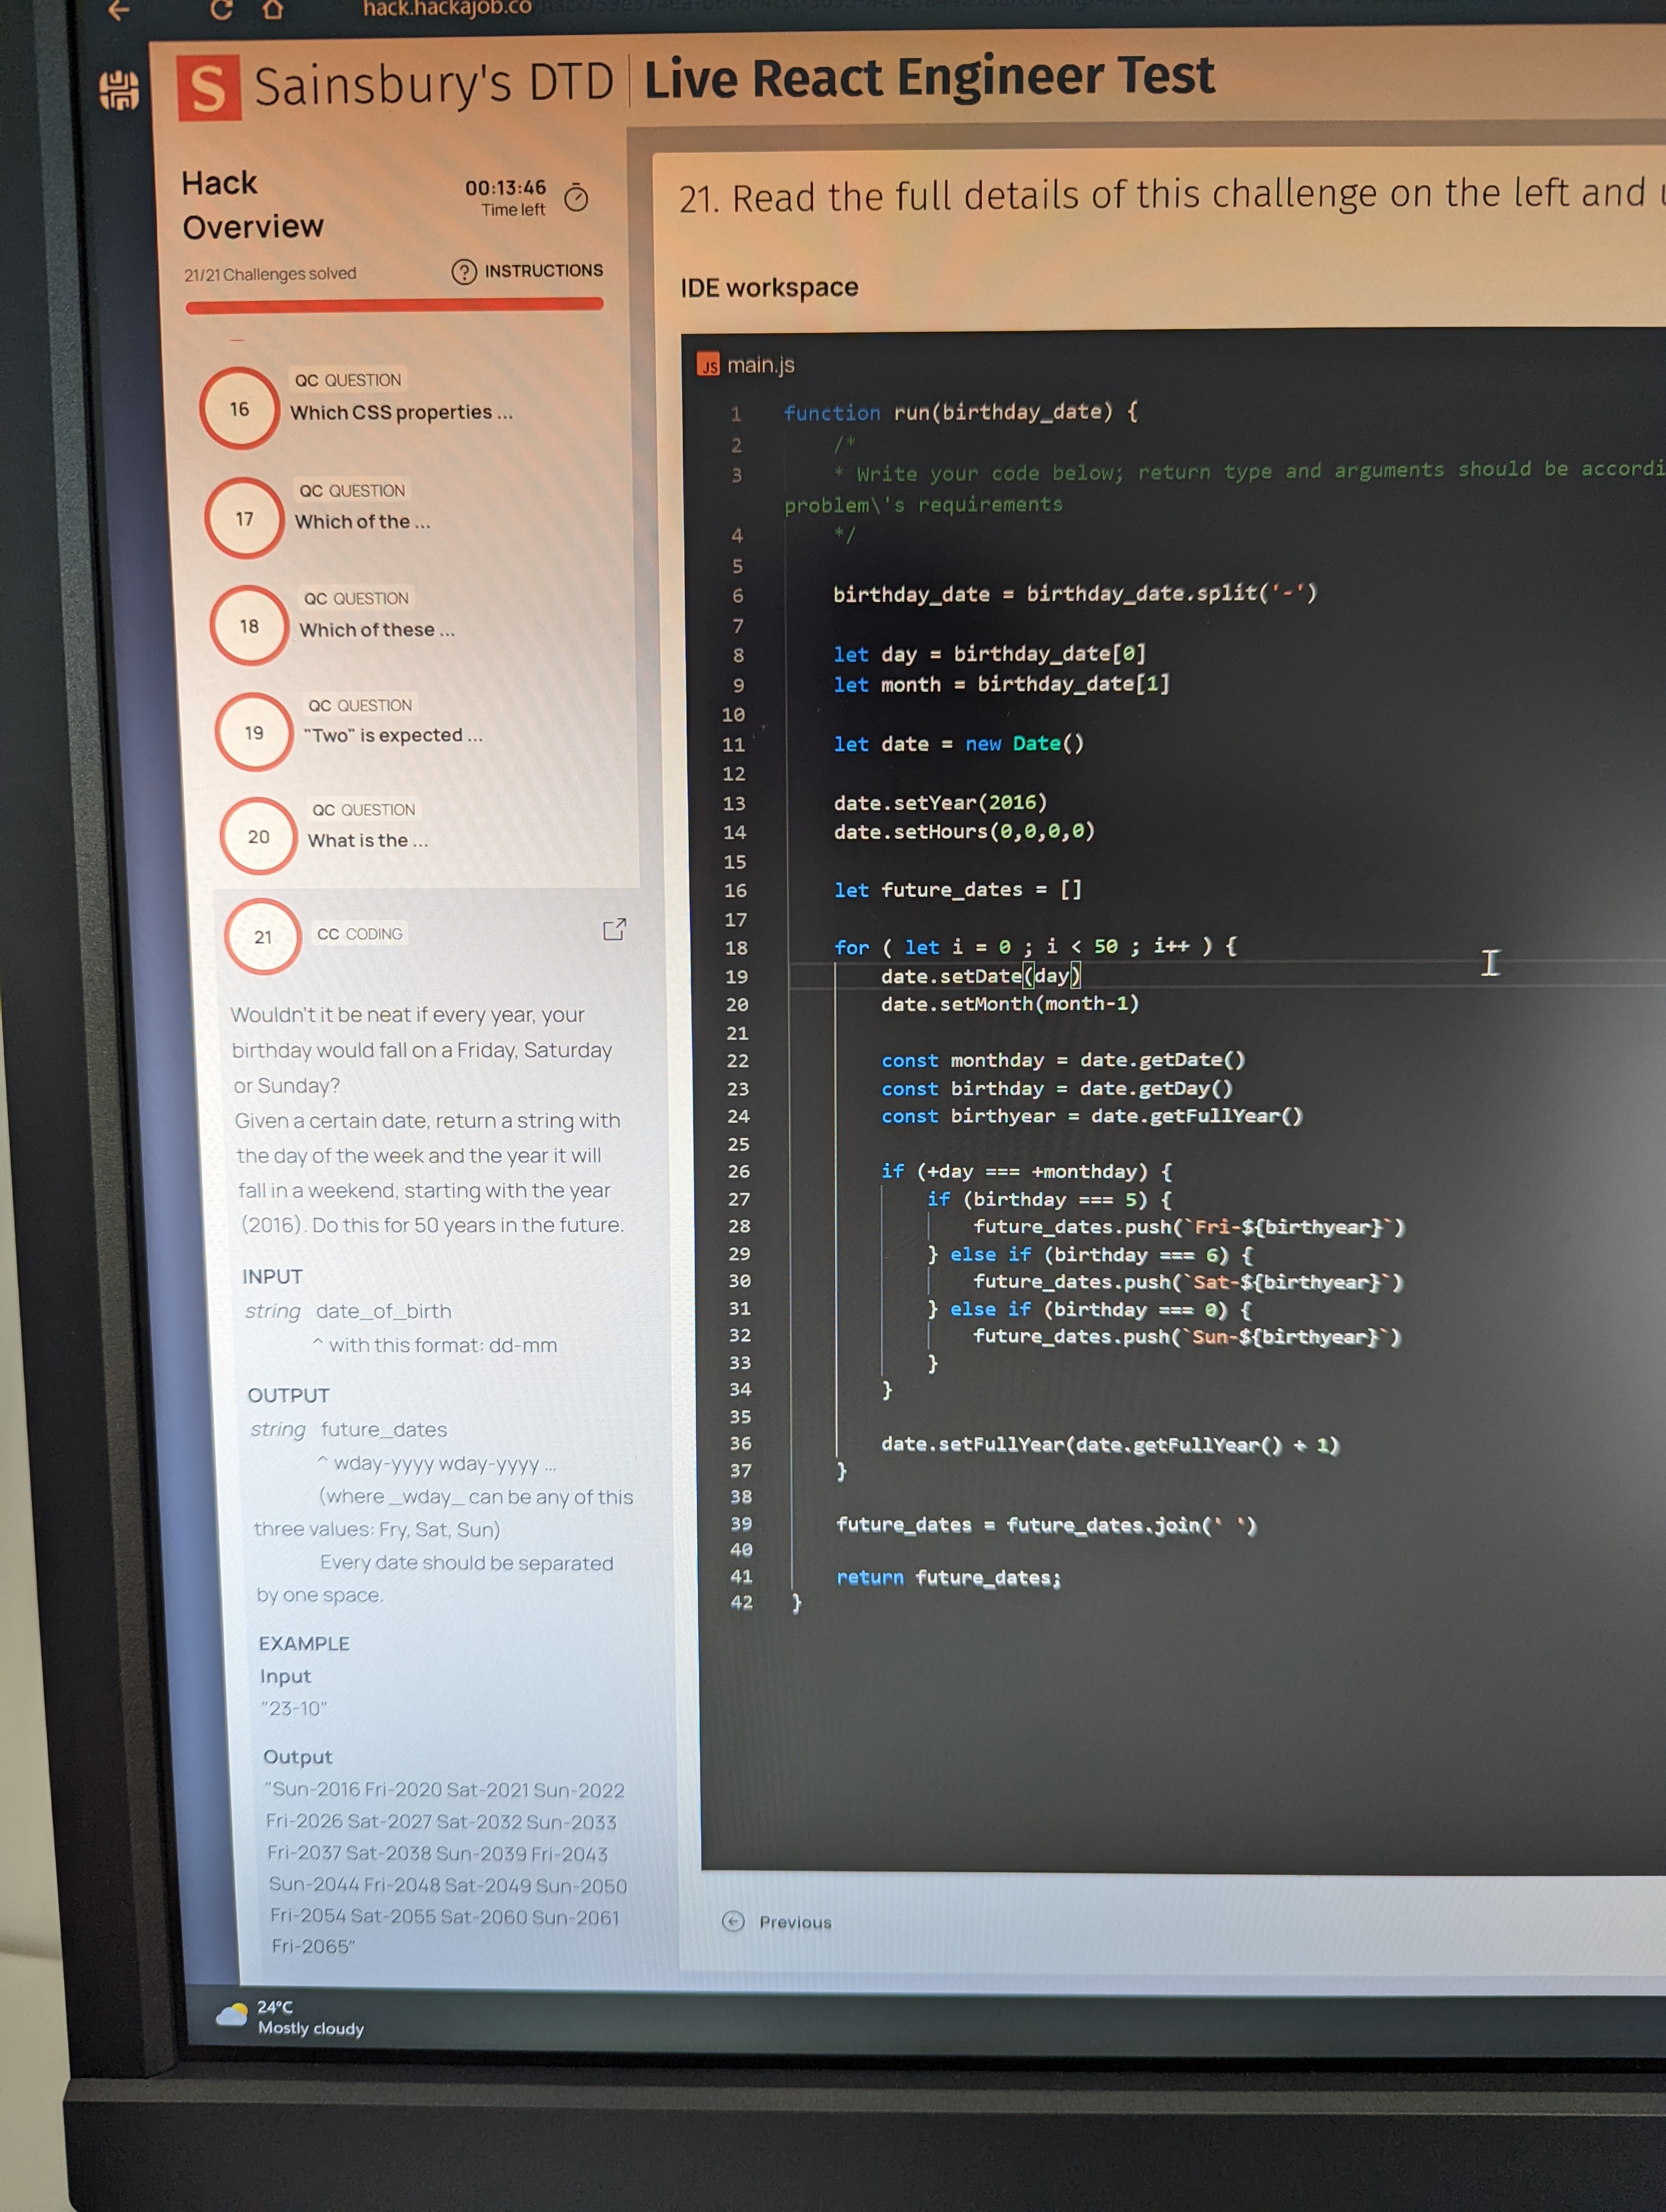 hack.hackajob.co
S Sainsbury's DTD | Live React Engineer Test
Hack
Overview
00:13:46
Time left
21/21 Challenges solved
? INSTRUCTIONS
16
QC QUESTION
Which CSS properties ...
17
QC QUESTION
Which of the ...
18
QC QUESTION
Which of these ...
19
QC QUESTION
"Two" is expected ...
20
QC QUESTION
What is the ...
21
CC CODING
Wouldn't it be neat if every year, your
birthday would fall on a Friday, Saturday
or Sunday?
Given a certain date, return a string with
the day of the week and the year it will
fall in a weekend, starting with the year
(2016). Do this for 50 years in the future.
INPUT
string date_of_birth
^ with this format: dd-mm
OUTPUT
string future_dates
^ wday-yyyy wday-yyyy ...
(where _wday_ can be any of this
three values: Fry, Sat, Sun)
Every date should be separated
by one space.
EXAMPLE
Input
"23-10"
Output
"Sun-2016 Fri-2020 Sat-2021 Sun-2022
Fri-2026 Sat-2027 Sat-2032 Sun-2033
Fri-2037 Sat-2038 Sun-2039 Fri-2043
Sun-2044 Fri-2048 Sat-2049 Sun-2050
Fri-2054 Sat-2055 Sat-2060 Sun-2061
Fri-2065"
21. Read the full details of this challenge on the left and
IDE workspace
JS main.js
1 function run(birthday_date) {
2 /*
3 * Write your code below; return type and arguments should be accordi
problem\'s requirements
4 */
5
6 birthday_date = birthday_date.split('-')
7
8 let day = birthday_date[0]
9 let month = birthday_date[1]
10
11 let date = new Date()
12
13 date.setYear(2016)
14 date.setHours(0,0,0,0)
15
16 let future_dates = []
17
18 for ( let i = 0 ; i < 50 ; i++ ) {
19 date.setDate(day)
20 date.setMonth(month-1)
21
22 const monthday = date.getDate()
23 const birthday = date.getDay()
24 const birthyear = date.getFullYear()
25
26 if (+day === +monthday) {
27 if (birthday === 5) {
28 future_dates.push(`Fri-${birthyear}`)
29 } else if (birthday === 6) {
30 future_dates.push(`Sat-${birthyear}`)
31 } else if (birthday === 0) {
32 future_dates.push(`Sun-${birthyear}`)
33 }
34 }
35
36 date.setFullYear(date.getFullYear() + 1)
37 }
38
39 future_dates = future_dates.join(' ')
40
41 return future_dates;
42 }
Previous
24°C
Mostly cloudy